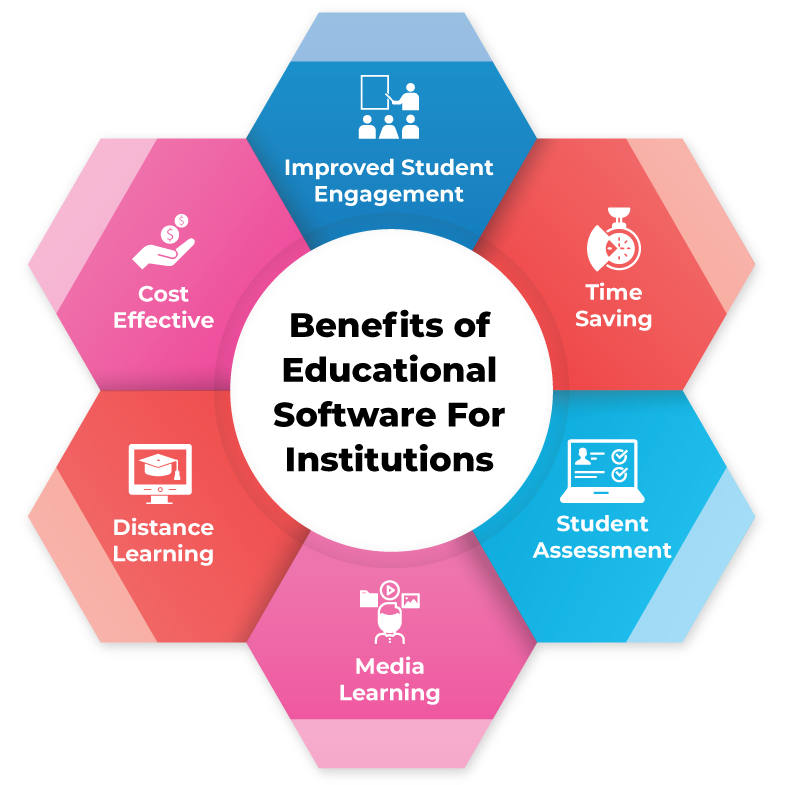 Improved Student
Engagement
Time
Saving
Student
Assessment
Media
Learning
Distance
Learning
Cost
Effective
Benefits of
Educational
Software For
Institutions